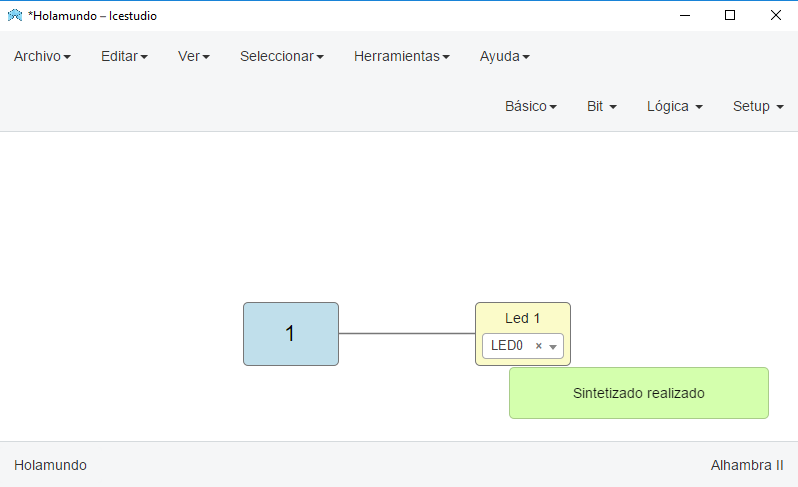 *Holamundo – Icestudio
Archivo Editar Ver Seleccionar Herramientas Ayuda
Básico Bit Lógica Setup
1
Led 1
LED0 ×
Sintetizado realizado
Holamundo Alhambra II